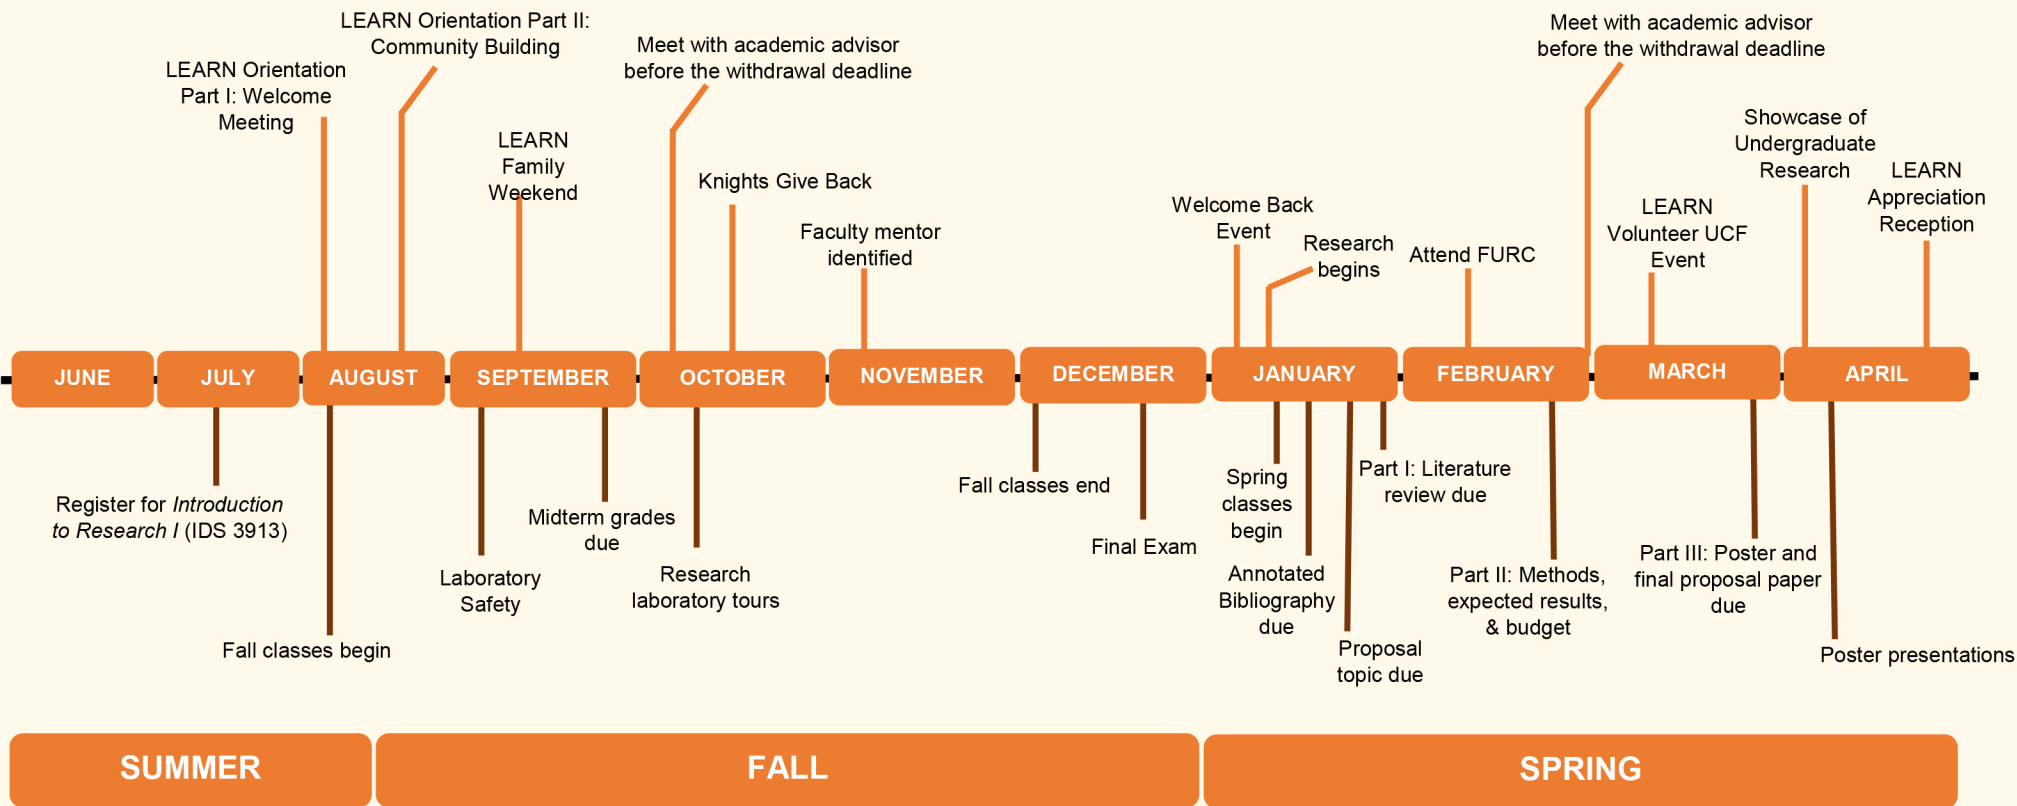 LEARN Orientation
Part I: Welcome
Meeting
LEARN Orientation Part II:
Community Building
LEARN
Family
Weekend
Meet with academic advisor
before the withdrawal deadline
Knights Give Back
Faculty mentor
identified
Welcome Back
Event
Research
begins
Attend FURC
Meet with academic advisor
before the withdrawal deadline
LEARN
Volunteer UCF
Event
Showcase of
Undergraduate
Research
LEARN
Appreciation
Reception
JUNE
JULY
AUGUST
SEPTEMBER
OCTOBER
NOVEMBER
DECEMBER
JANUARY
FEBRUARY
MARCH
APRIL
Register for Introduction
to Research I (IDS 3913)
Fall classes begin
Laboratory
Safety
Midterm grades
due
Research
laboratory tours
Fall classes end
Final Exam
Spring
classes
begin
Annotated
Bibliography
due
Proposal
topic due
Part I: Literature
review due
Part II: Methods,
expected results,
& budget
Part III: Poster and
final proposal paper
due
Poster presentations
SUMMER
FALL
SPRING